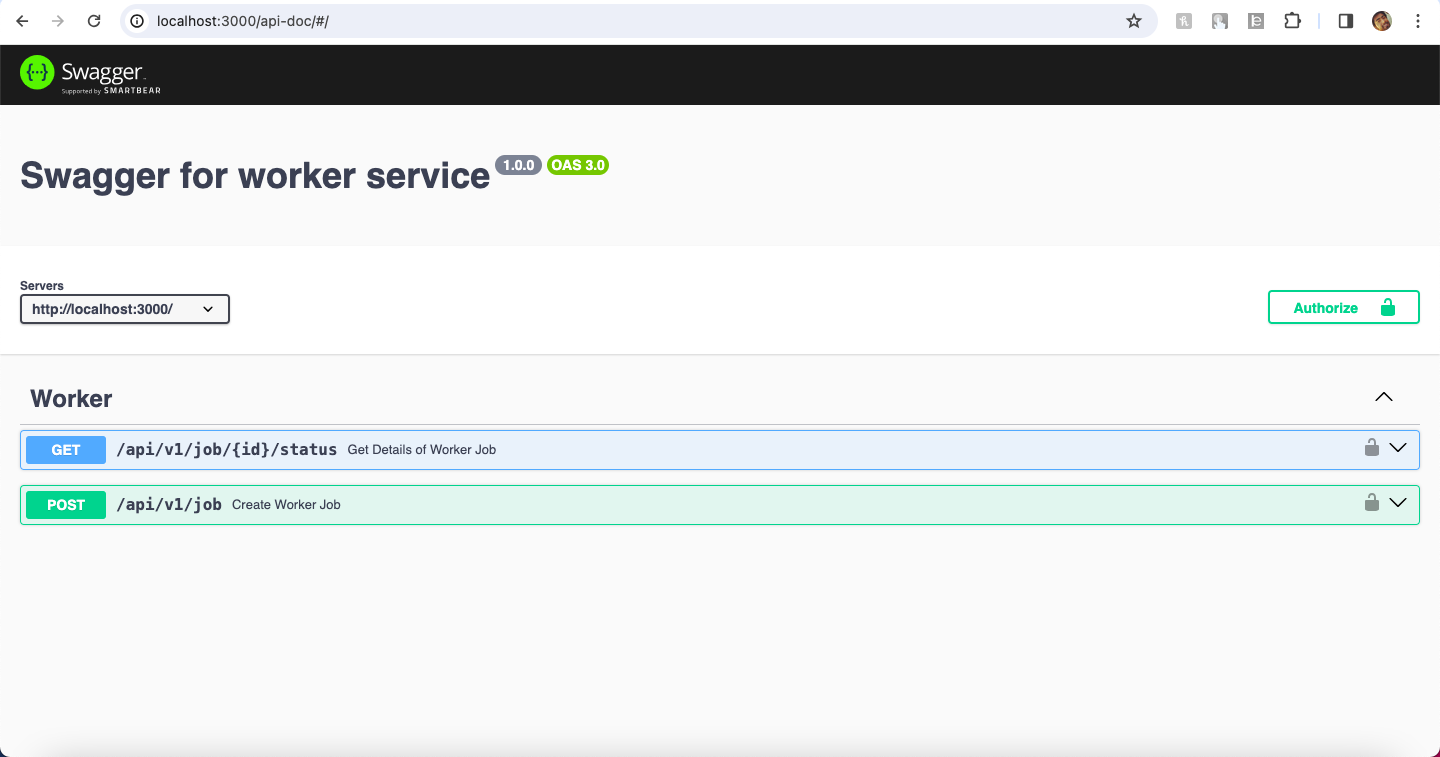 localhost:3000/api-doc/#/
{···} Swagger
Supported by SMARTBEAR
Swagger for worker service 1.0.0 OAS 3.0
Servers
http://localhost:3000/
Authorize
Worker
GET /api/v1/job/{id}/status Get Details of Worker Job
POST /api/v1/job Create Worker Job